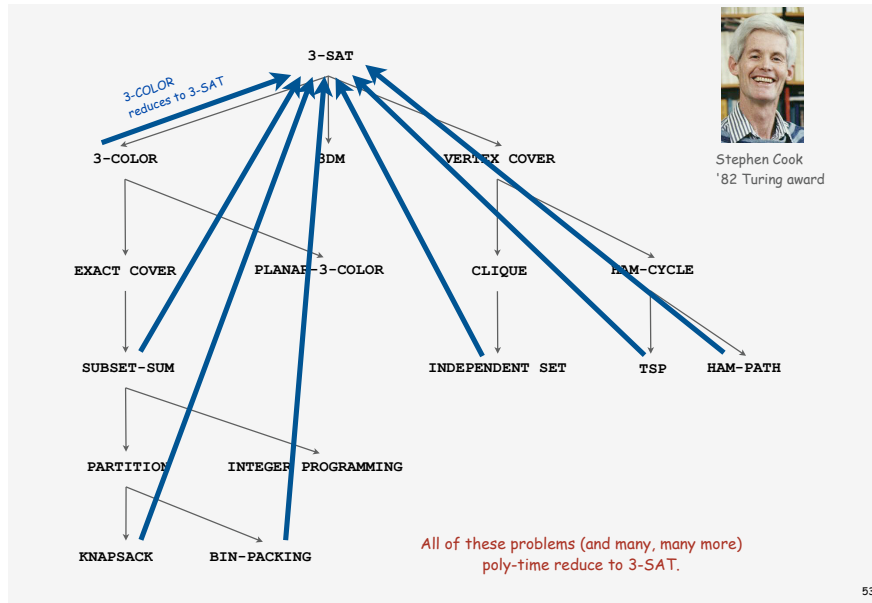 3-SAT
3-COLOR
reduces to 3-SAT
Stephen Cook
'82 Turing award
3-COLOR
3DM
VERTEX COVER
EXACT COVER
PLANAR-3-COLOR
CLIQUE
HAM-CYCLE
SUBSET-SUM
INDEPENDENT SET
TSP
HAM-PATH
PARTITION
INTEGER PROGRAMMING
KNAPSACK
BIN-PACKING
All of these problems (and many, many more)
poly-time reduce to 3-SAT.
53